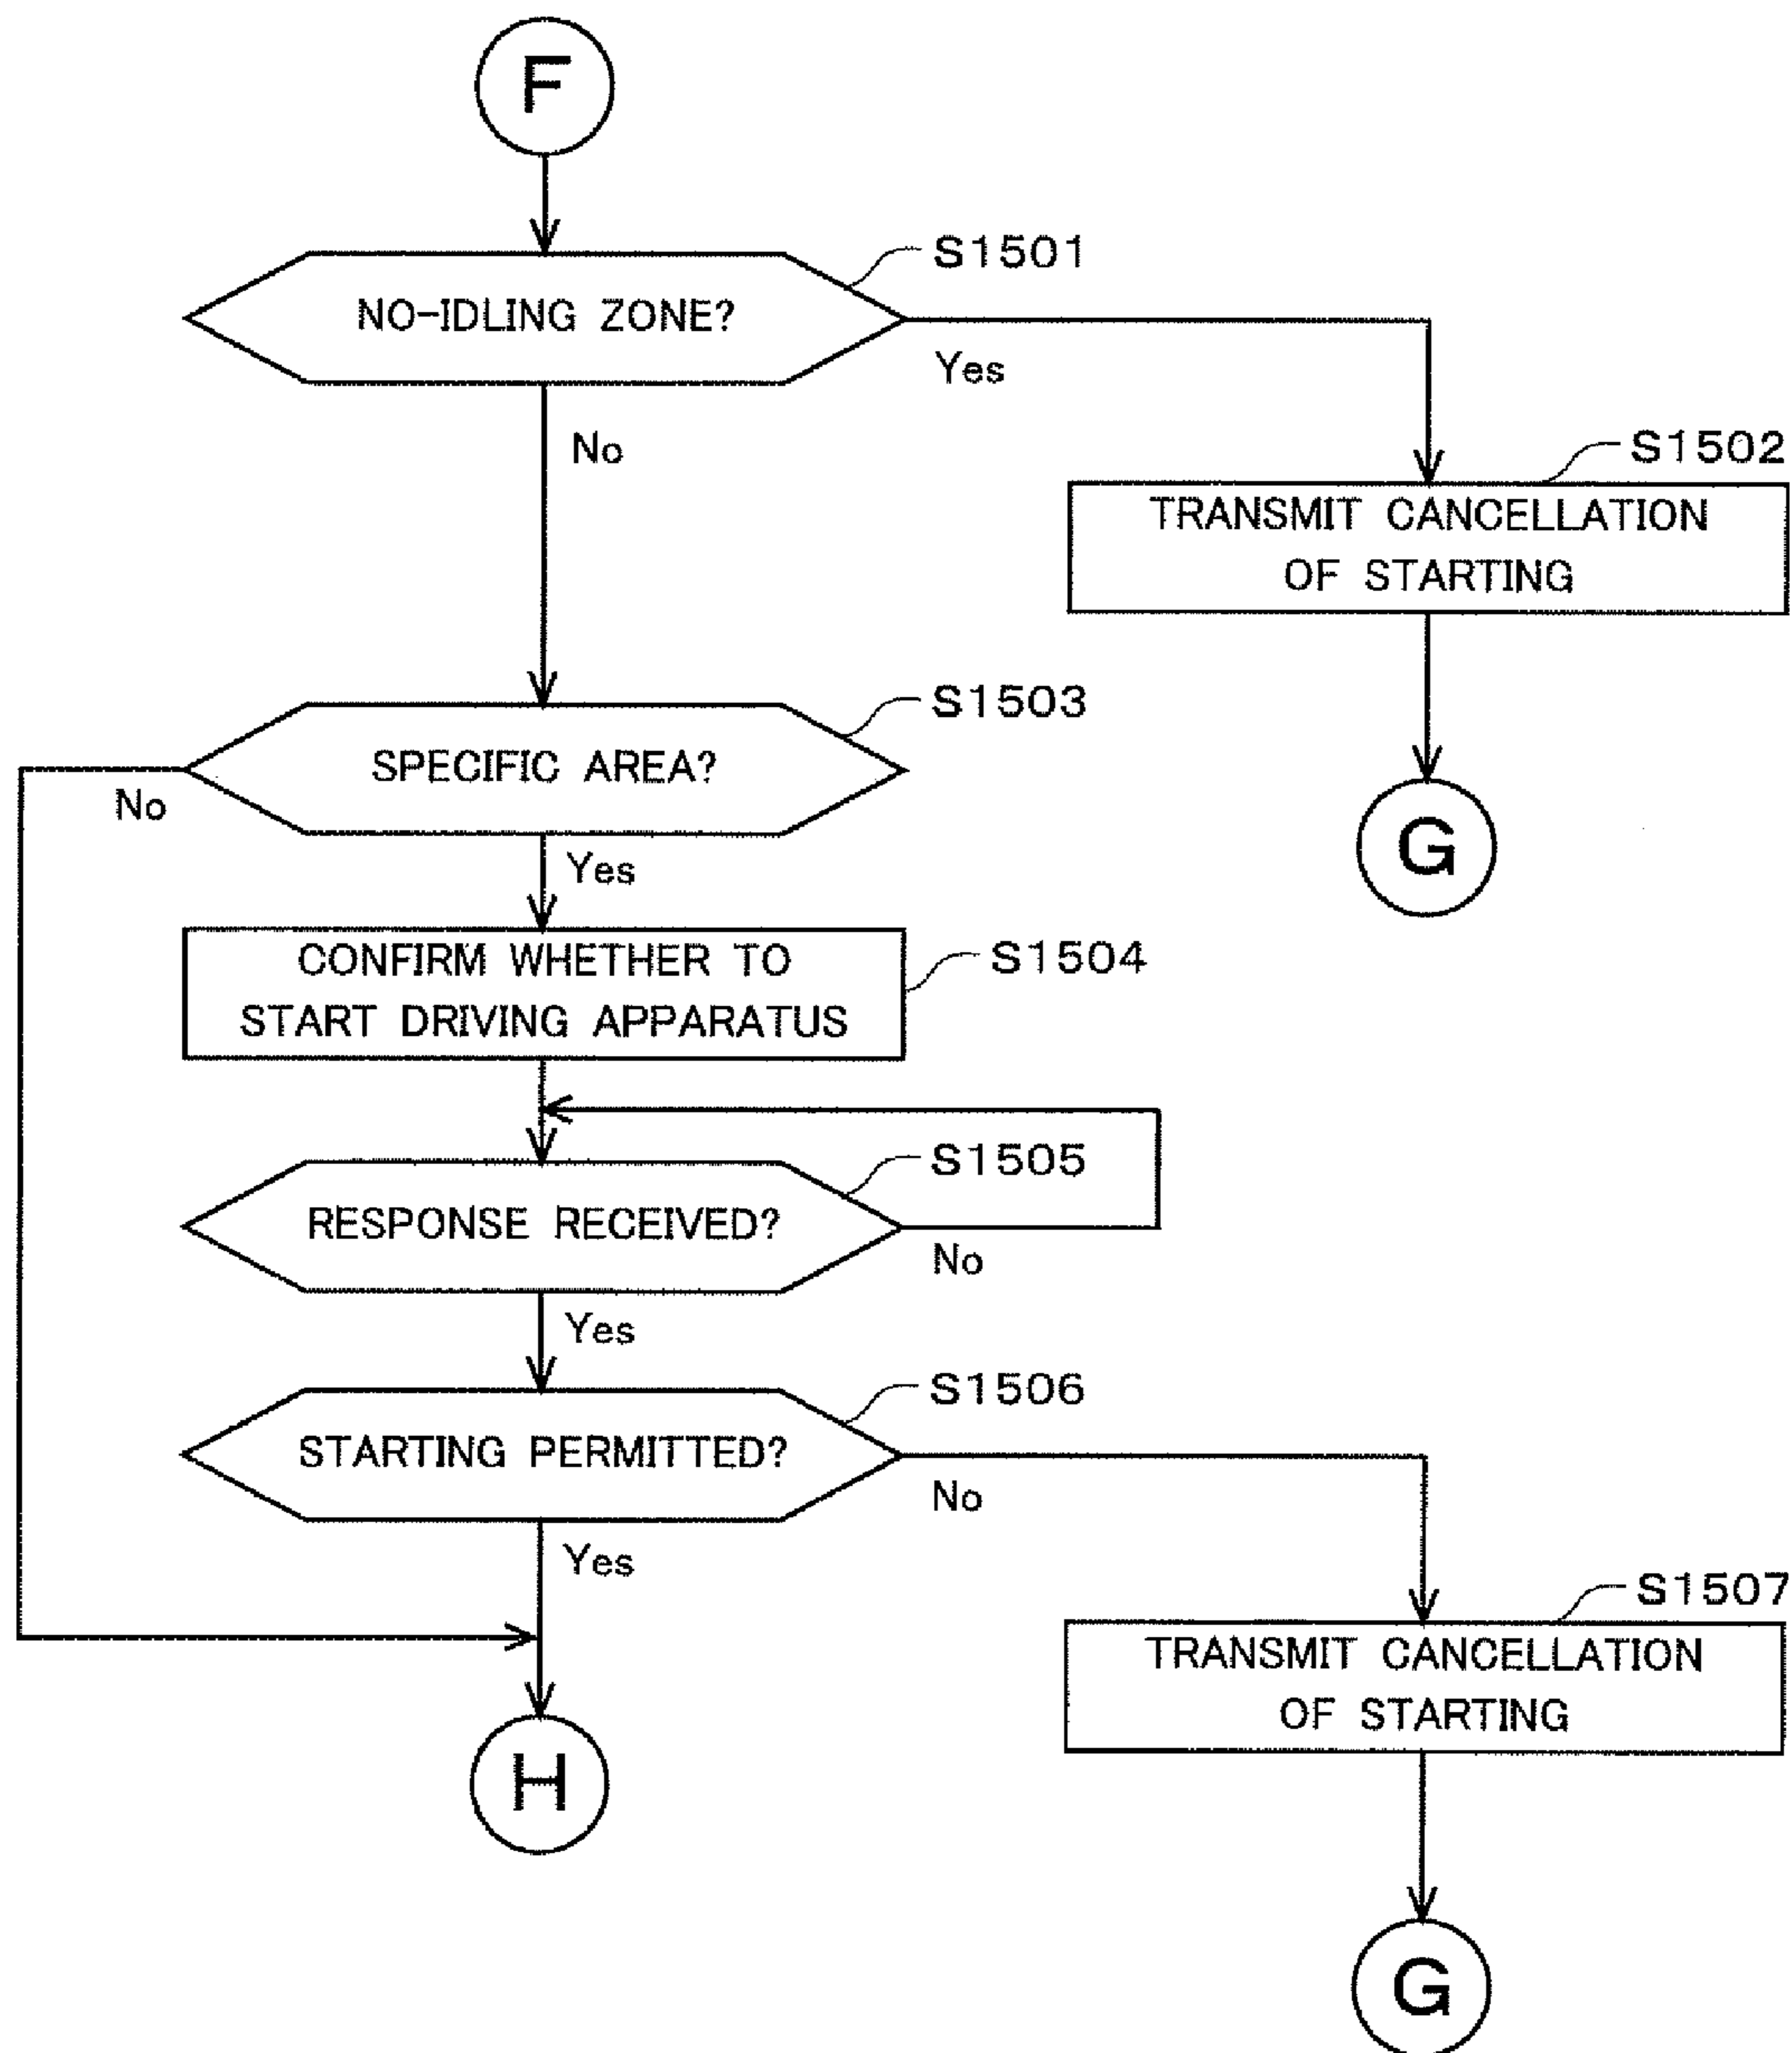 F
S1501
NO-IDLING ZONE?
Yes
No
S1502
TRANSMIT CANCELLATION
OF STARTING
G
S1503
SPECIFIC AREA?
No
Yes
CONFIRM WHETHER TO
START DRIVING APPARATUS
S1504
S1505
RESPONSE RECEIVED?
No
Yes
S1506
STARTING PERMITTED?
No
Yes
S1507
TRANSMIT CANCELLATION
OF STARTING
H
G